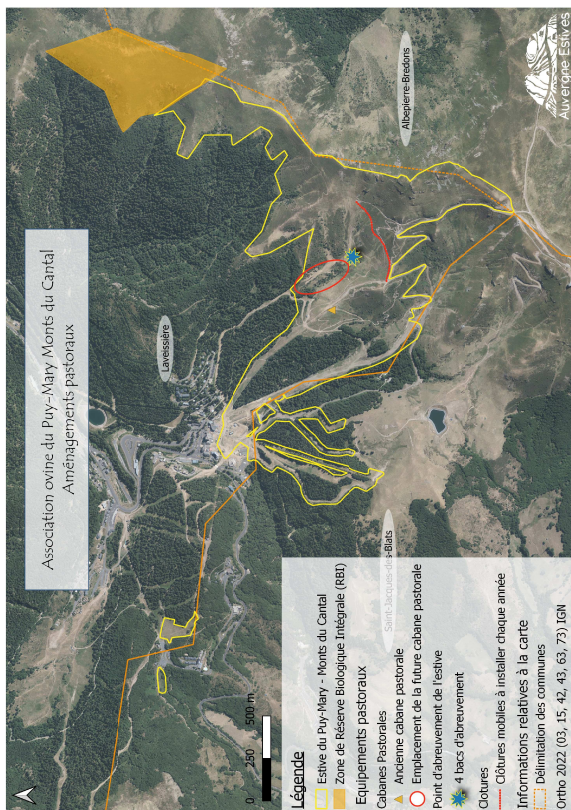 Association ovine du Puy-Mary Monts du Cantal
Aménagements pastoraux
Laveissière
Albepierre-Bredons
Saint-Jacques-des-Blats
Auvergne Estives
0 250 500 m
Légende
Estive du Puy-Mary - Monts du Cantal
Zone de Réserve Biologique Intégrale (RBI)
Equipements pastoraux
Cabanes Pastorales
Ancienne cabane pastorale
Emplacement de la future cabane pastorale
Point d'abreuvement de l'estive
4 bacs d'abreuvement
Clotures
Clôtures mobiles à installer chaque année
Informations relatives à la carte
Délimitation des communes
Ortho 2022 (03, 15, 42, 43, 63, 73) IGN